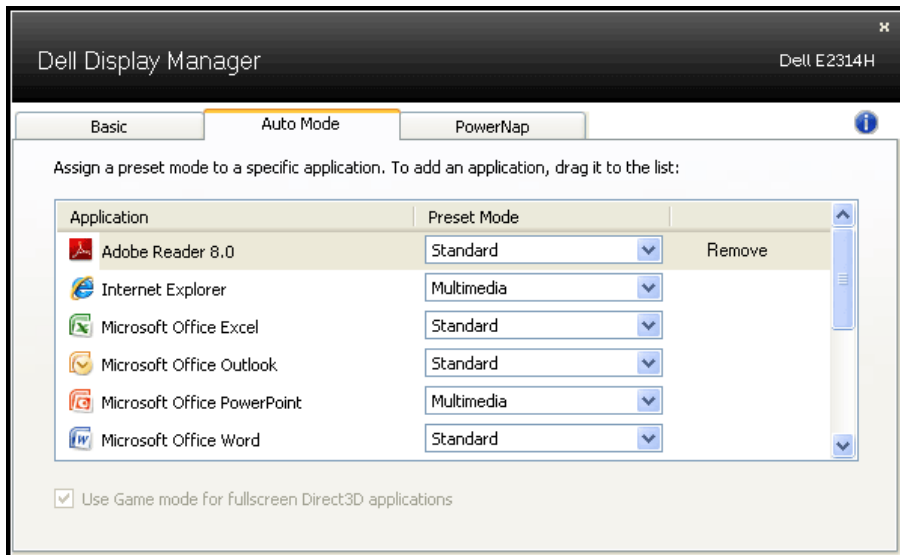 x
Dell Display Manager Dell E2314H
Basic Auto Mode PowerNap
Assign a preset mode to a specific application. To add an application, drag it to the list:
Application Preset Mode
Adobe Reader 8.0 Standard Remove
Internet Explorer Multimedia
Microsoft Office Excel Standard
Microsoft Office Outlook Standard
Microsoft Office PowerPoint Multimedia
Microsoft Office Word Standard
Use Game mode for fullscreen Direct3D applications